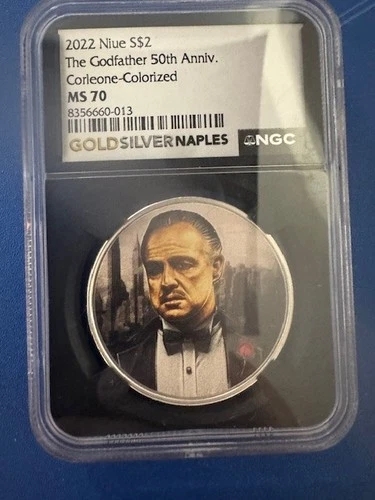 2022 Niue S$2
The Godfather 50th Anniv.
Corleone-Colorized
MS 70
8356660-013
GOLDSILVERNAPLES
NGC